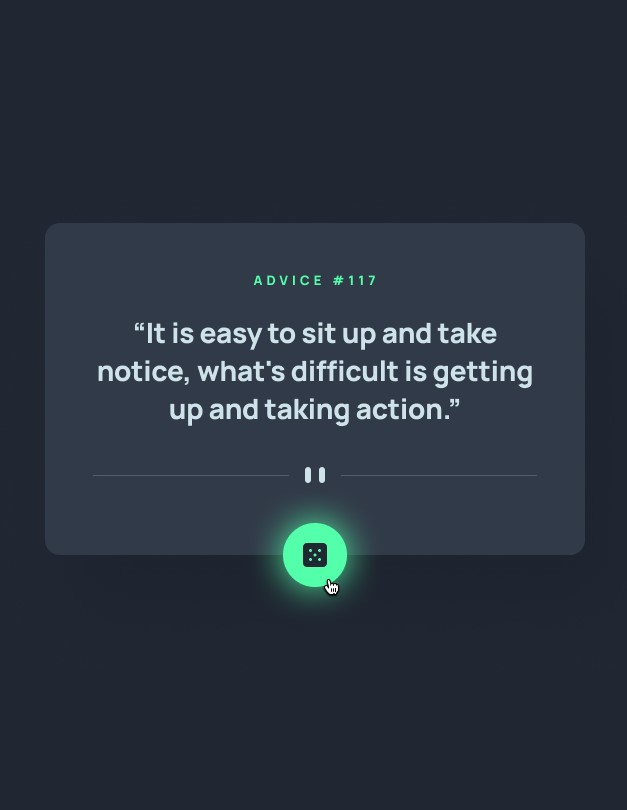 ADVICE #117
“It is easy to sit up and take
notice, what's difficult is getting
up and taking action.”